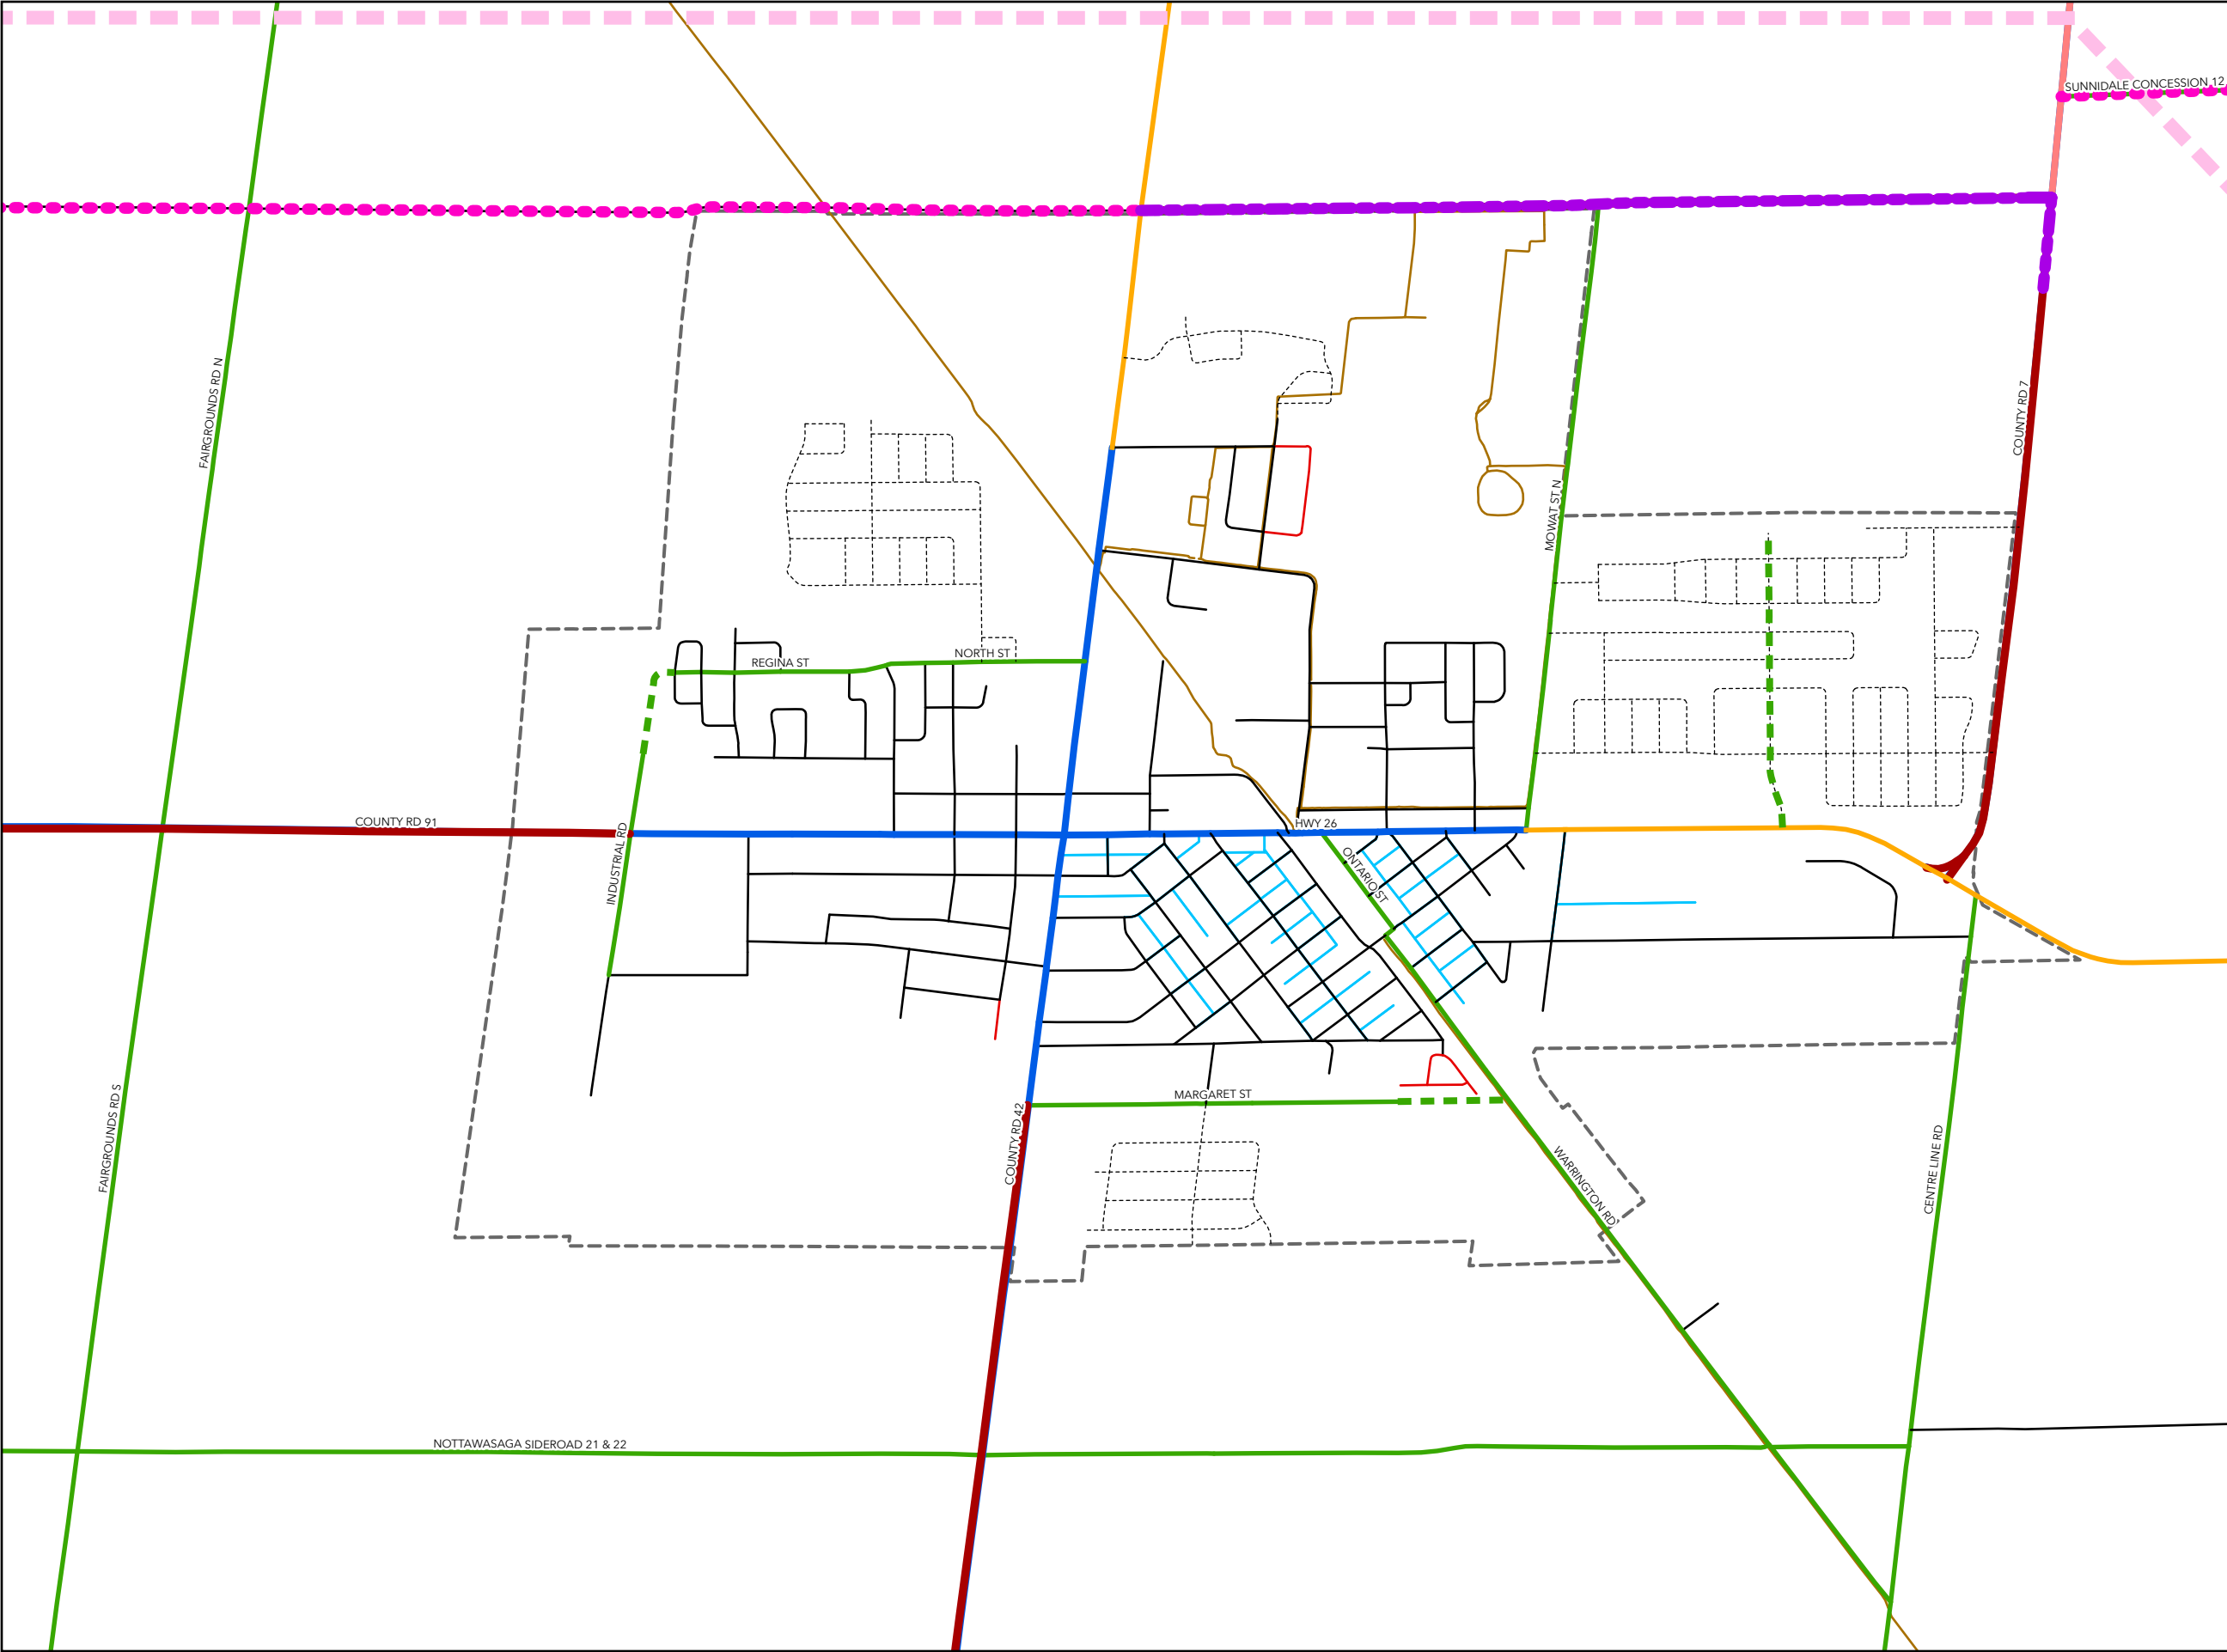 SUNNIDALE CONCESSION 12
FAIRGROUNDS RD N
COUNTY RD 7
MOWAT ST N
NORTH ST
REGINA ST
COUNTY RD 91
HWY 26
INDUSTRIAL RD
ONTARIO ST
MARGARET ST
FAIRGROUNDS RD S
COUNTY RD 42
CENTRE LINE RD
WARRINGTON RD
NOTTAWASAGA SIDEROAD 21 & 22